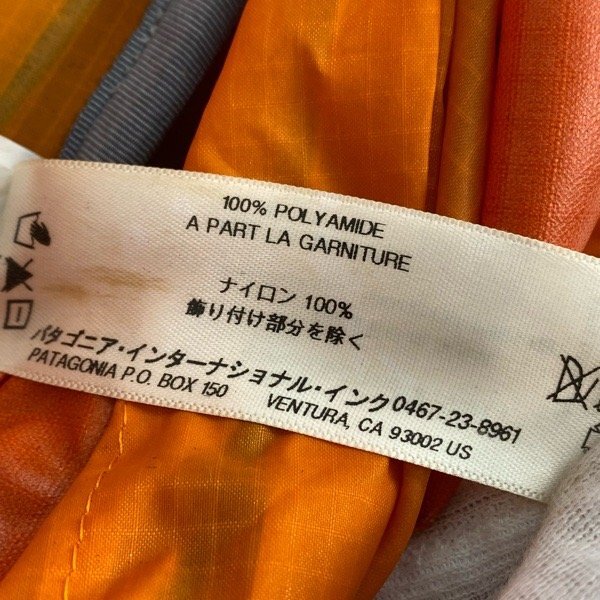 100% POLYAMIDE
A PART LA GARNITURE
ナイロン 100%
飾り付け部分を除く
パタゴニア・インターナショナル・インク 0467-23-8961
PATAGONIA P.O. BOX 150 VENTURA, CA 93002 US